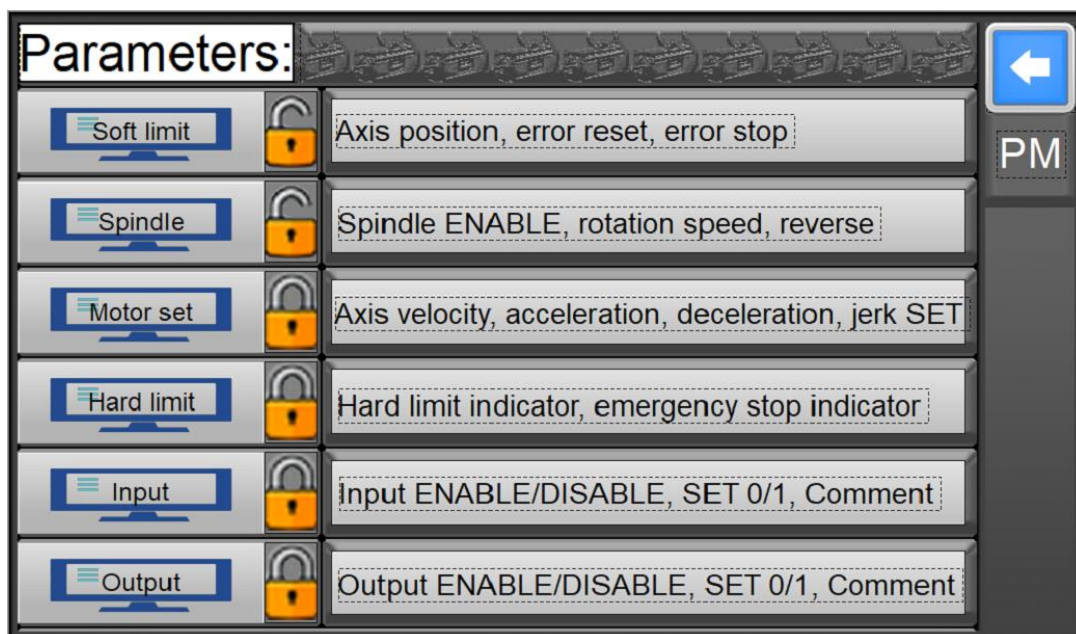 Parameters:
PM
Soft limit
Axis position, error reset, error stop
Spindle
Spindle ENABLE, rotation speed, reverse
Motor set
Axis velocity, acceleration, deceleration, jerk SET
Hard limit
Hard limit indicator, emergency stop indicator
Input
Input ENABLE/DISABLE, SET 0/1, Comment
Output
Output ENABLE/DISABLE, SET 0/1, Comment